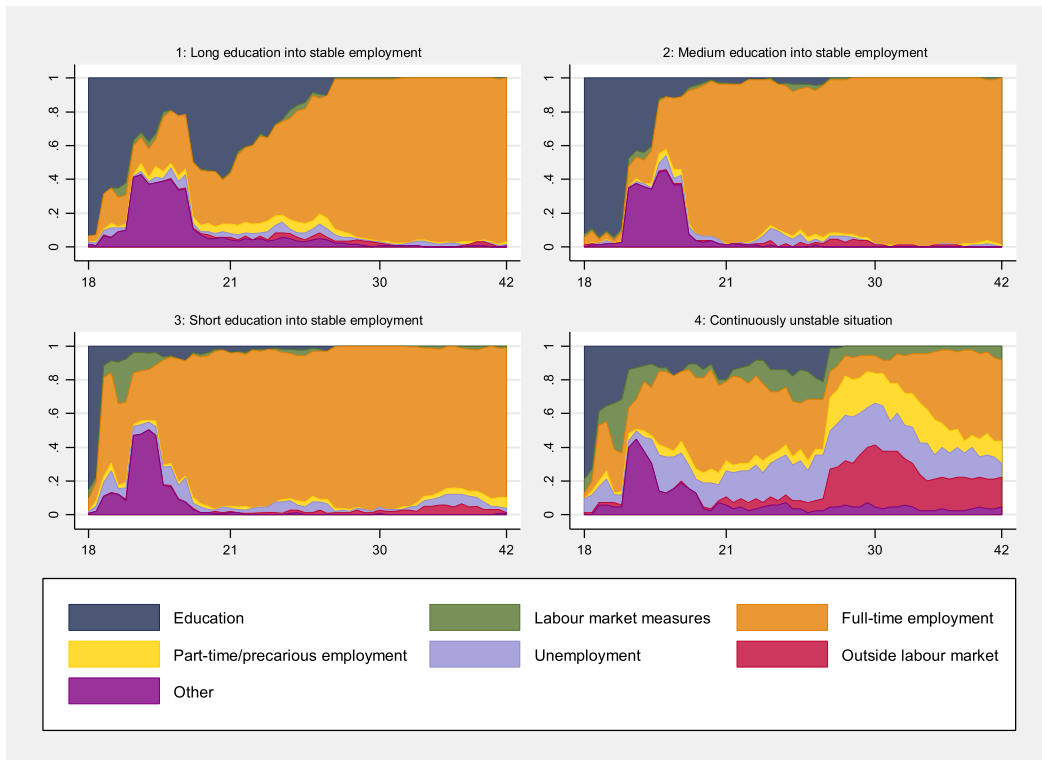 1: Long education into stable employment
2: Medium education into stable employment
1
.8
.6
.4
.2
0
18 21 30 42
1
.8
.6
.4
.2
0
18 21 30 42
3: Short education into stable employment
4: Continuously unstable situation
1
.8
.6
.4
.2
0
18 21 30 42
1
.8
.6
.4
.2
0
18 21 30 42
Education Labour market measures Full-time employment
Part-time/precarious employment Unemployment Outside labour market
Other